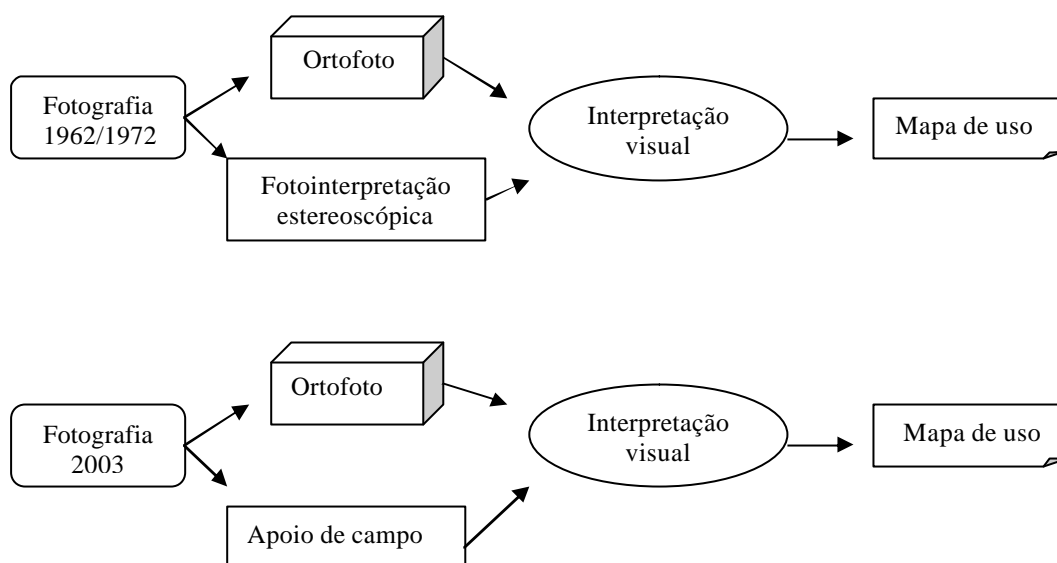 Ortofoto
Fotografia
1962/1972
Fotointerpretação
estereoscópica
Interpretação
visual
Mapa de uso
Ortofoto
Fotografia
2003
Apoio de campo
Interpretação
visual
Mapa de uso